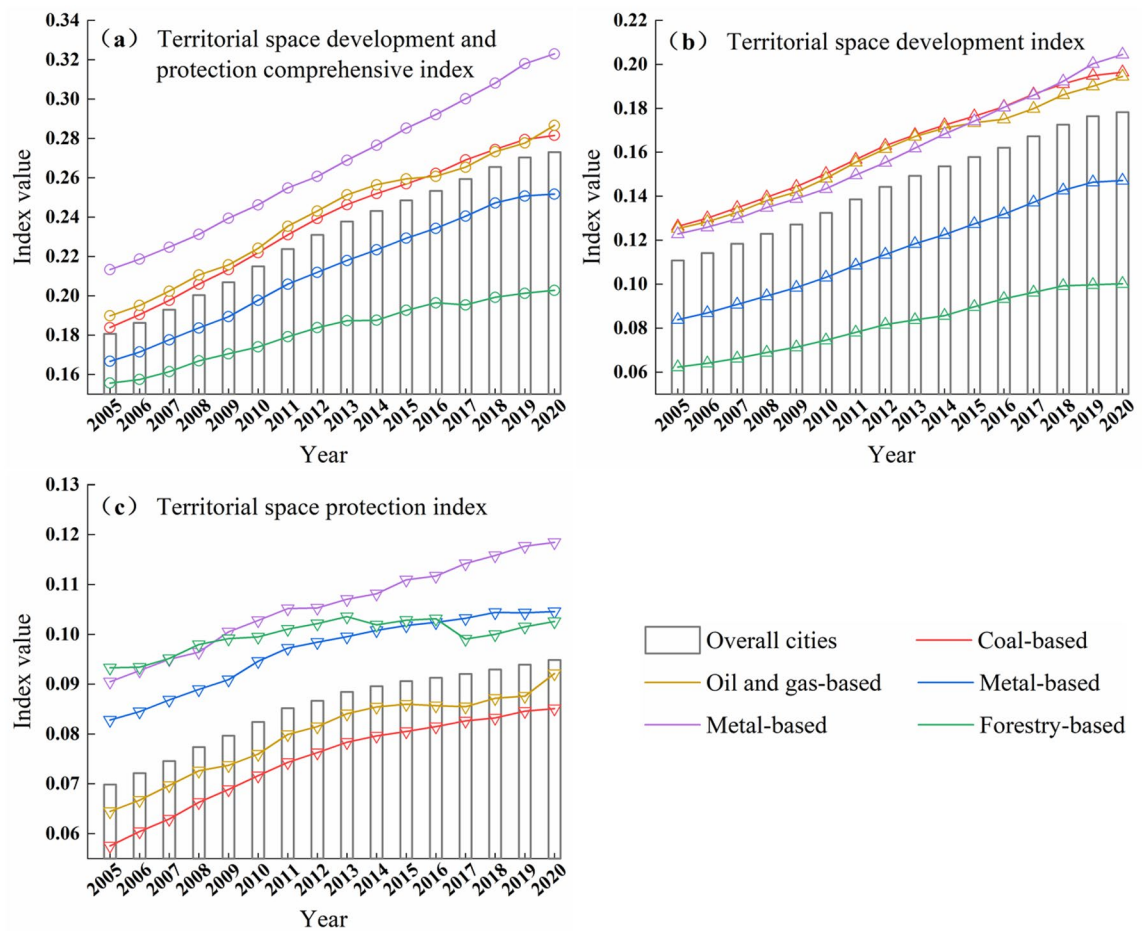 (a) Territorial space development and
protection comprehensive index
0.34
0.32
0.30
0.28
0.26
0.24
0.22
0.20
0.18
0.16
Index value
2005 2006 2007 2008 2009 2010 2011 2012 2013 2014 2015 2016 2017 2018 2019 2020
Year
(b) Territorial space development index
0.22
0.20
0.18
0.16
0.14
0.12
0.10
0.08
0.06
Index value
2005 2006 2007 2008 2009 2010 2011 2012 2013 2014 2015 2016 2017 2018 2019 2020
Year
(c) Territorial space protection index
0.13
0.12
0.11
0.10
0.09
0.08
0.07
0.06
Index value
2005 2006 2007 2008 2009 2010 2011 2012 2013 2014 2015 2016 2017 2018 2019 2020
Year
Overall cities
Coal-based
Oil and gas-based
Metal-based
Metal-based
Forestry-based